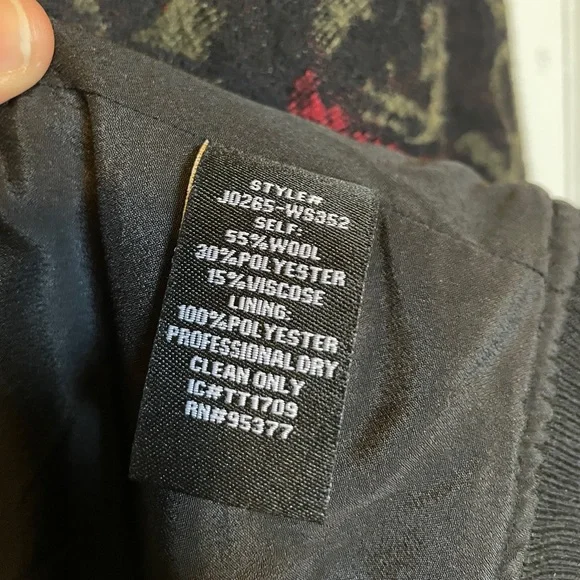 STYLE#
J0265-WS352
SELF:
55%WOOL
30%POLYESTER
15%VISCOSE
LINING:
100%POLYESTER
PROFESSIONAL DRY
CLEAN ONLY
IC#TT1709
RN#95377